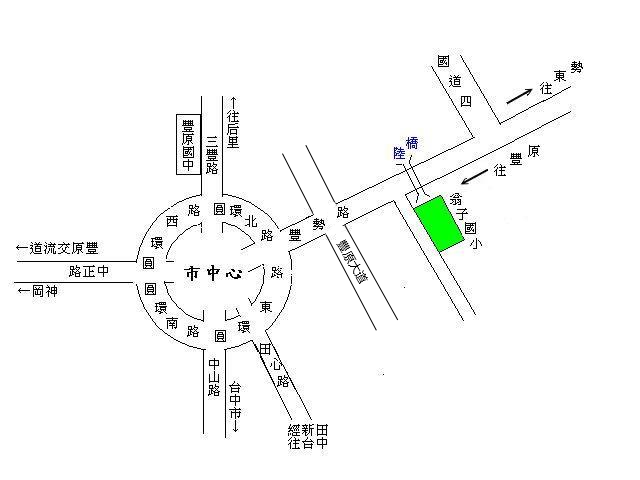 國道四
往東勢
陸橋
往豐原
翁子國小
豐勢路
豐原大道
←往后里
三豐路
豐原國中
圓環北路
圓環西路
圓環東路
圓環南路
市中心
←豐原交流道
中正路
←神岡
中山路
台中市→
田心路
經新田
往台中